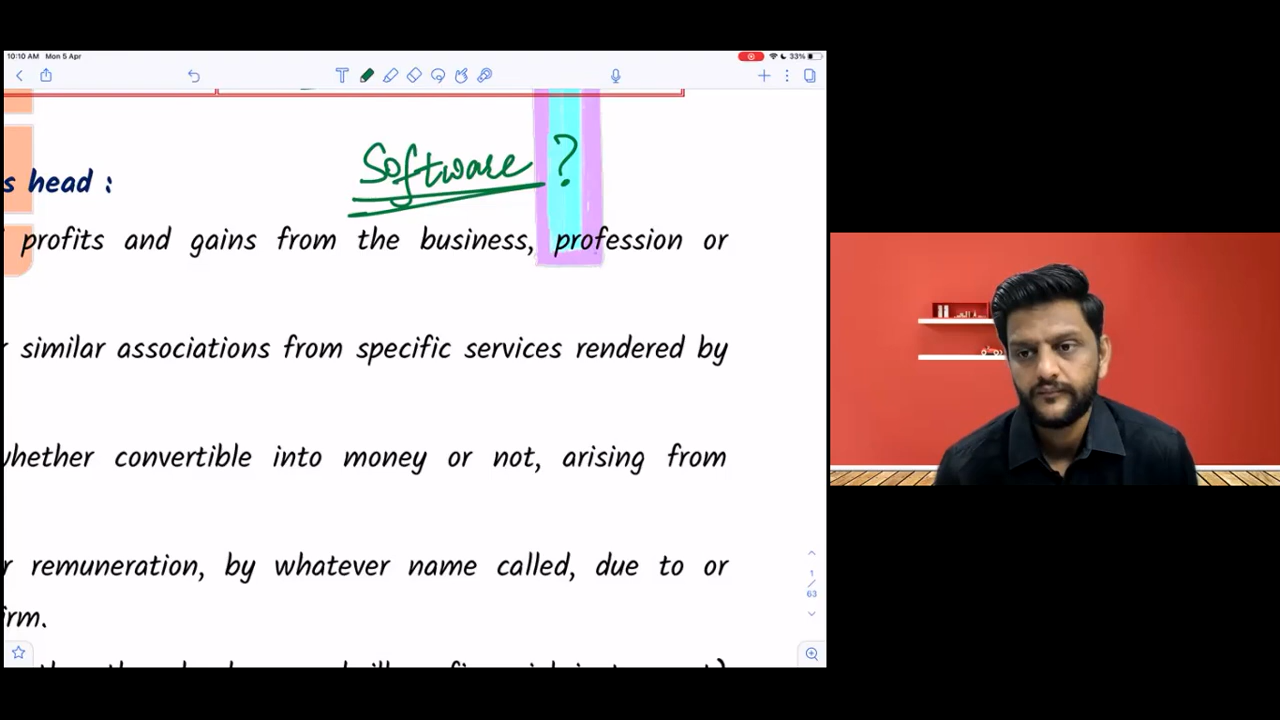 10:10 AM Mon 5 Apr
33%
Software ?
s head :
profits and gains from the business, profession or
similar associations from specific services rendered by
whether convertible into money or not, arising from
r remuneration, by whatever name called, due to or
irm.
1
/
63